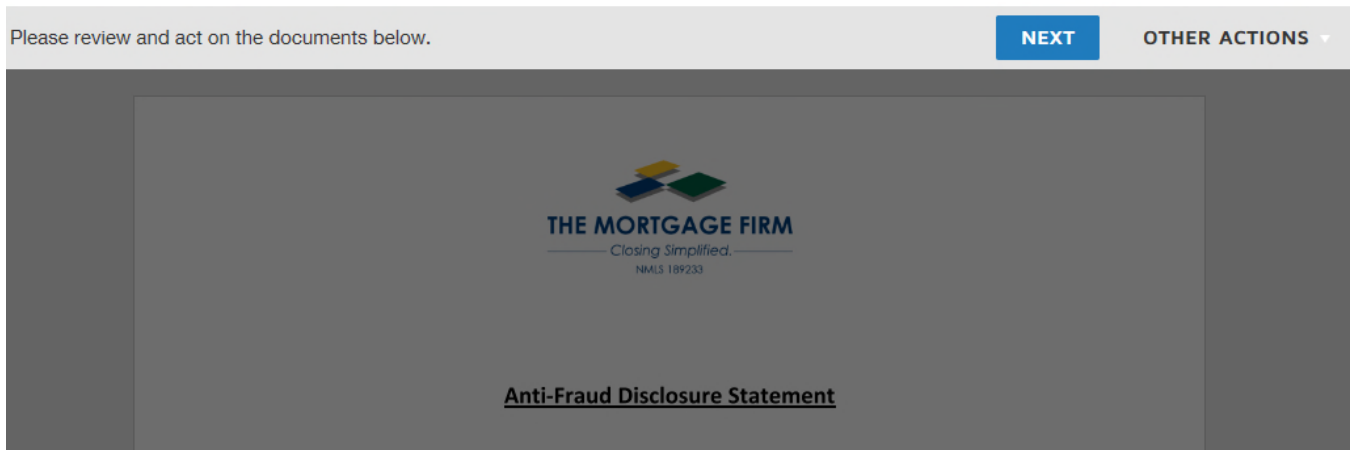 Please review and act on the documents below.
NEXT
OTHER ACTIONS
THE MORTGAGE FIRM
Closing Simplified.
NMLS 189233
Anti-Fraud Disclosure Statement